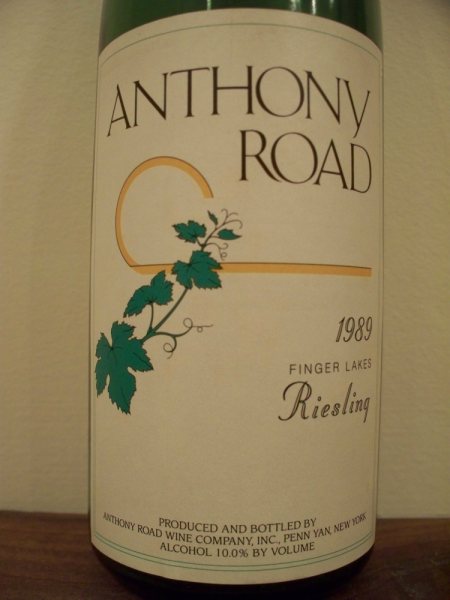 ANTHONY
ROAD
1989
FINGER LAKES
Riesling
PRODUCED AND BOTTLED BY
ANTHONY ROAD WINE COMPANY, INC., PENN YAN, NEW YORK
ALCOHOL 10.0% BY VOLUME